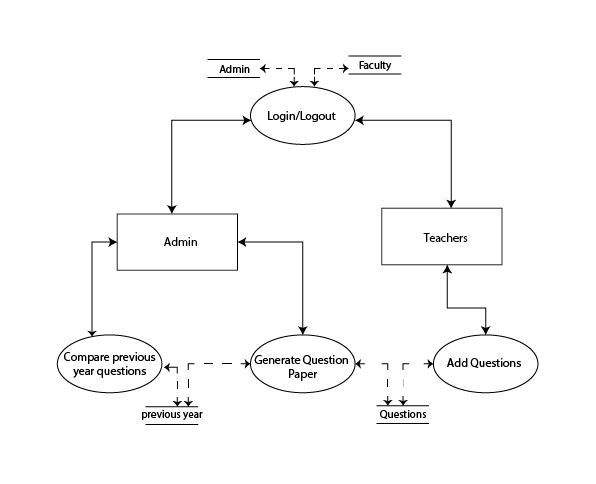 Admin
Faculty
Login/Logout
Admin
Teachers
Compare previous
year questions
Generate Question
Paper
Add Questions
previous year
Questions